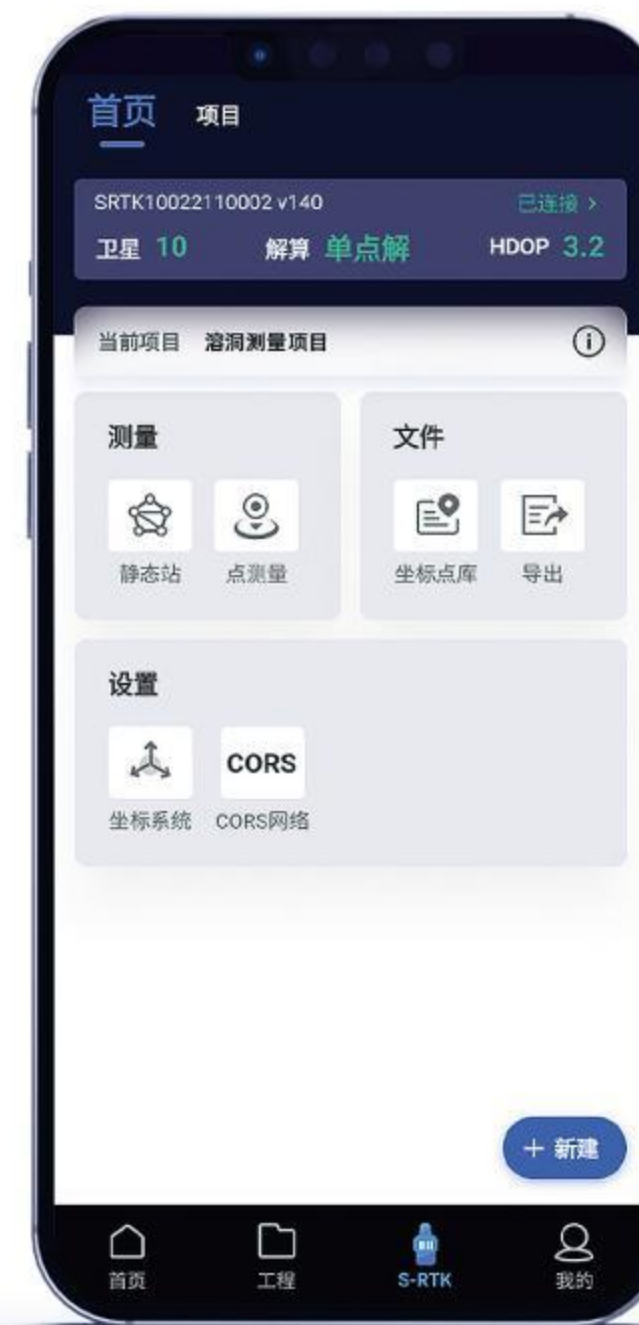 首页 项目
SRTK10022110002 v140 已连接 >
卫星 10 解算 单点解 HDOP 3.2
当前项目 溶洞测量项目
测量 文件
静态站 点测量 坐标点库 导出
设置
CORS
坐标系统 CORS网络
+ 新建
首页 工程 S-RTK 我的